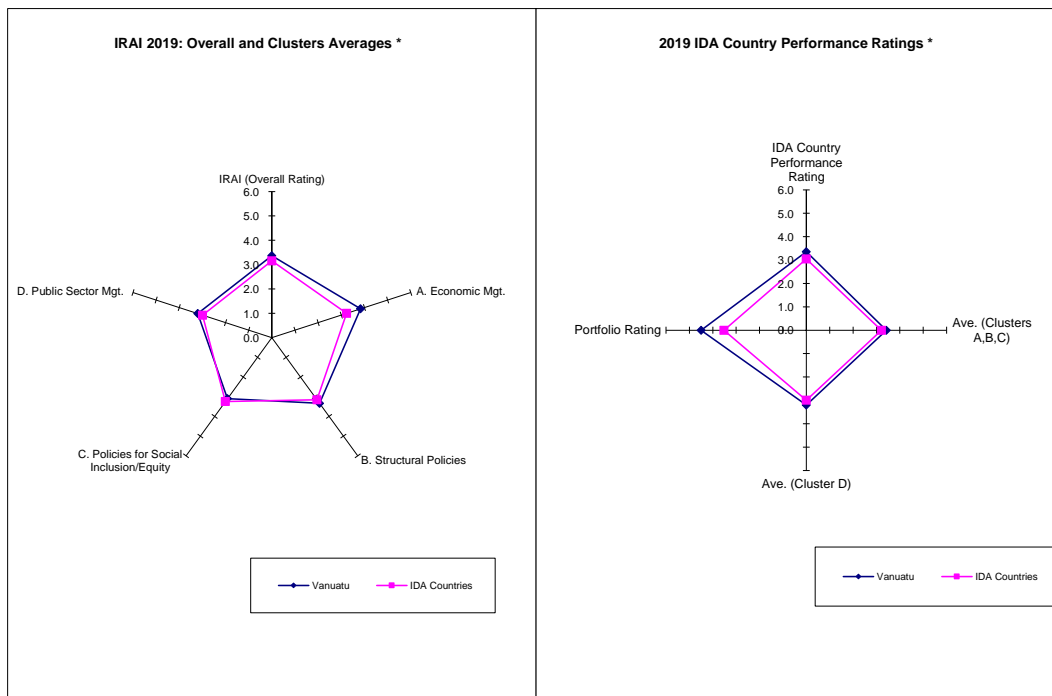 IRAI 2019: Overall and Clusters Averages *
IRAI (Overall Rating)
6.0
5.0
4.0
3.0
2.0
1.0
0.0
A. Economic Mgt.
B. Structural Policies
C. Policies for Social
Inclusion/Equity
D. Public Sector Mgt.
Vanuatu
IDA Countries
2019 IDA Country Performance Ratings *
IDA Country
Performance
Rating
6.0
5.0
4.0
3.0
2.0
1.0
0.0
Ave. (Clusters
A,B,C)
Ave. (Cluster D)
Portfolio Rating
Vanuatu
IDA Countries